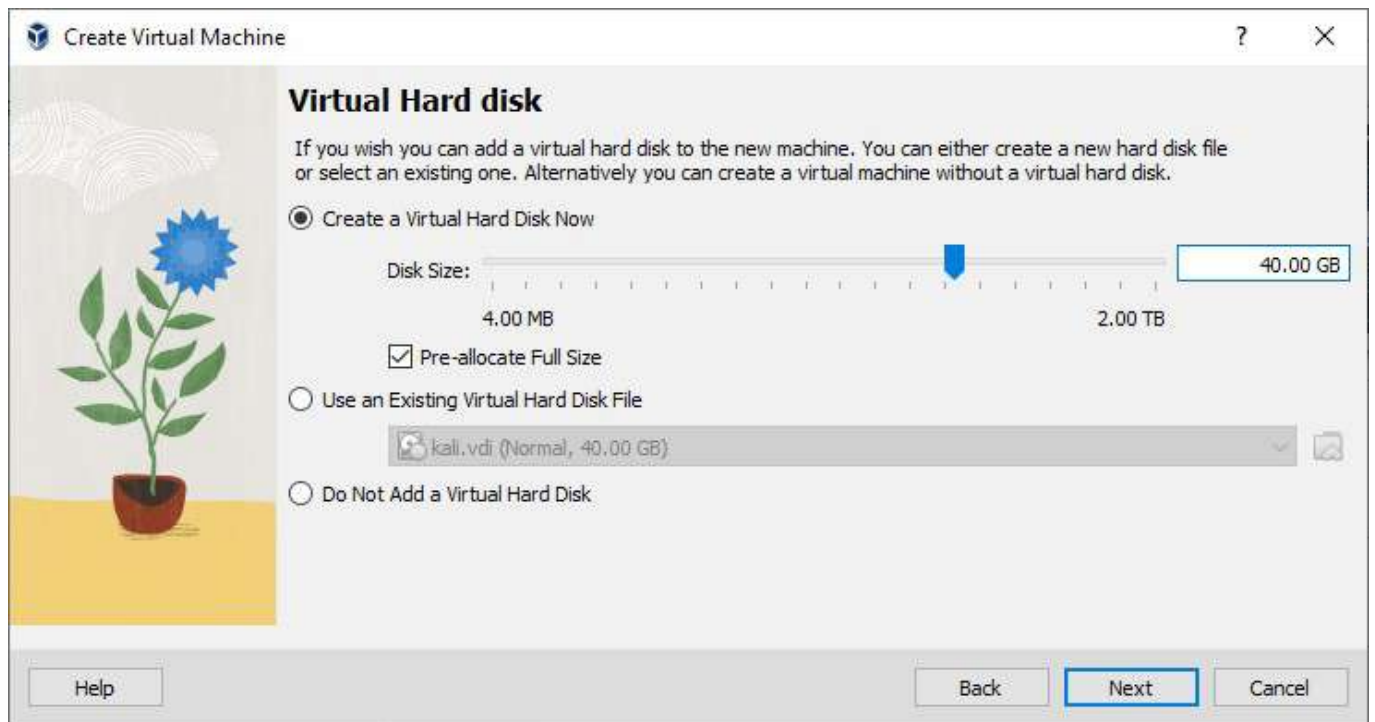 Create Virtual Machine
?
Virtual Hard disk
If you wish you can add a virtual hard disk to the new machine. You can either create a new hard disk file
or select an existing one. Alternatively you can create a virtual machine without a virtual hard disk.
Create a Virtual Hard Disk Now
Disk Size:
40.00 GB
4.00 MB
2.00 TB
Pre-allocate Full Size
Use an Existing Virtual Hard Disk File
kali.vdi (Normal, 40.00 GB)
Do Not Add a Virtual Hard Disk
Help
Back
Next
Cancel